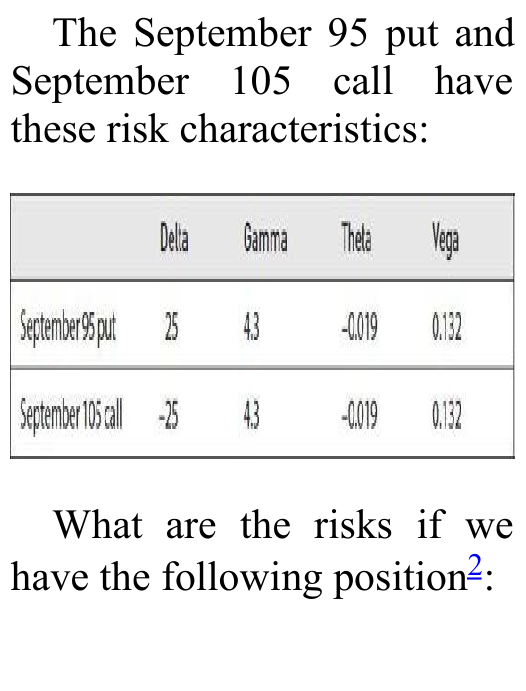 The September 95 put and
September 105 call have
these risk characteristics:
Delta Gamma Theta Vega
September 95 put 25 4.3 -0.019 0.132
September 105 call -25 4.3 -0.019 0.132
What are the risks if we
have the following position2: